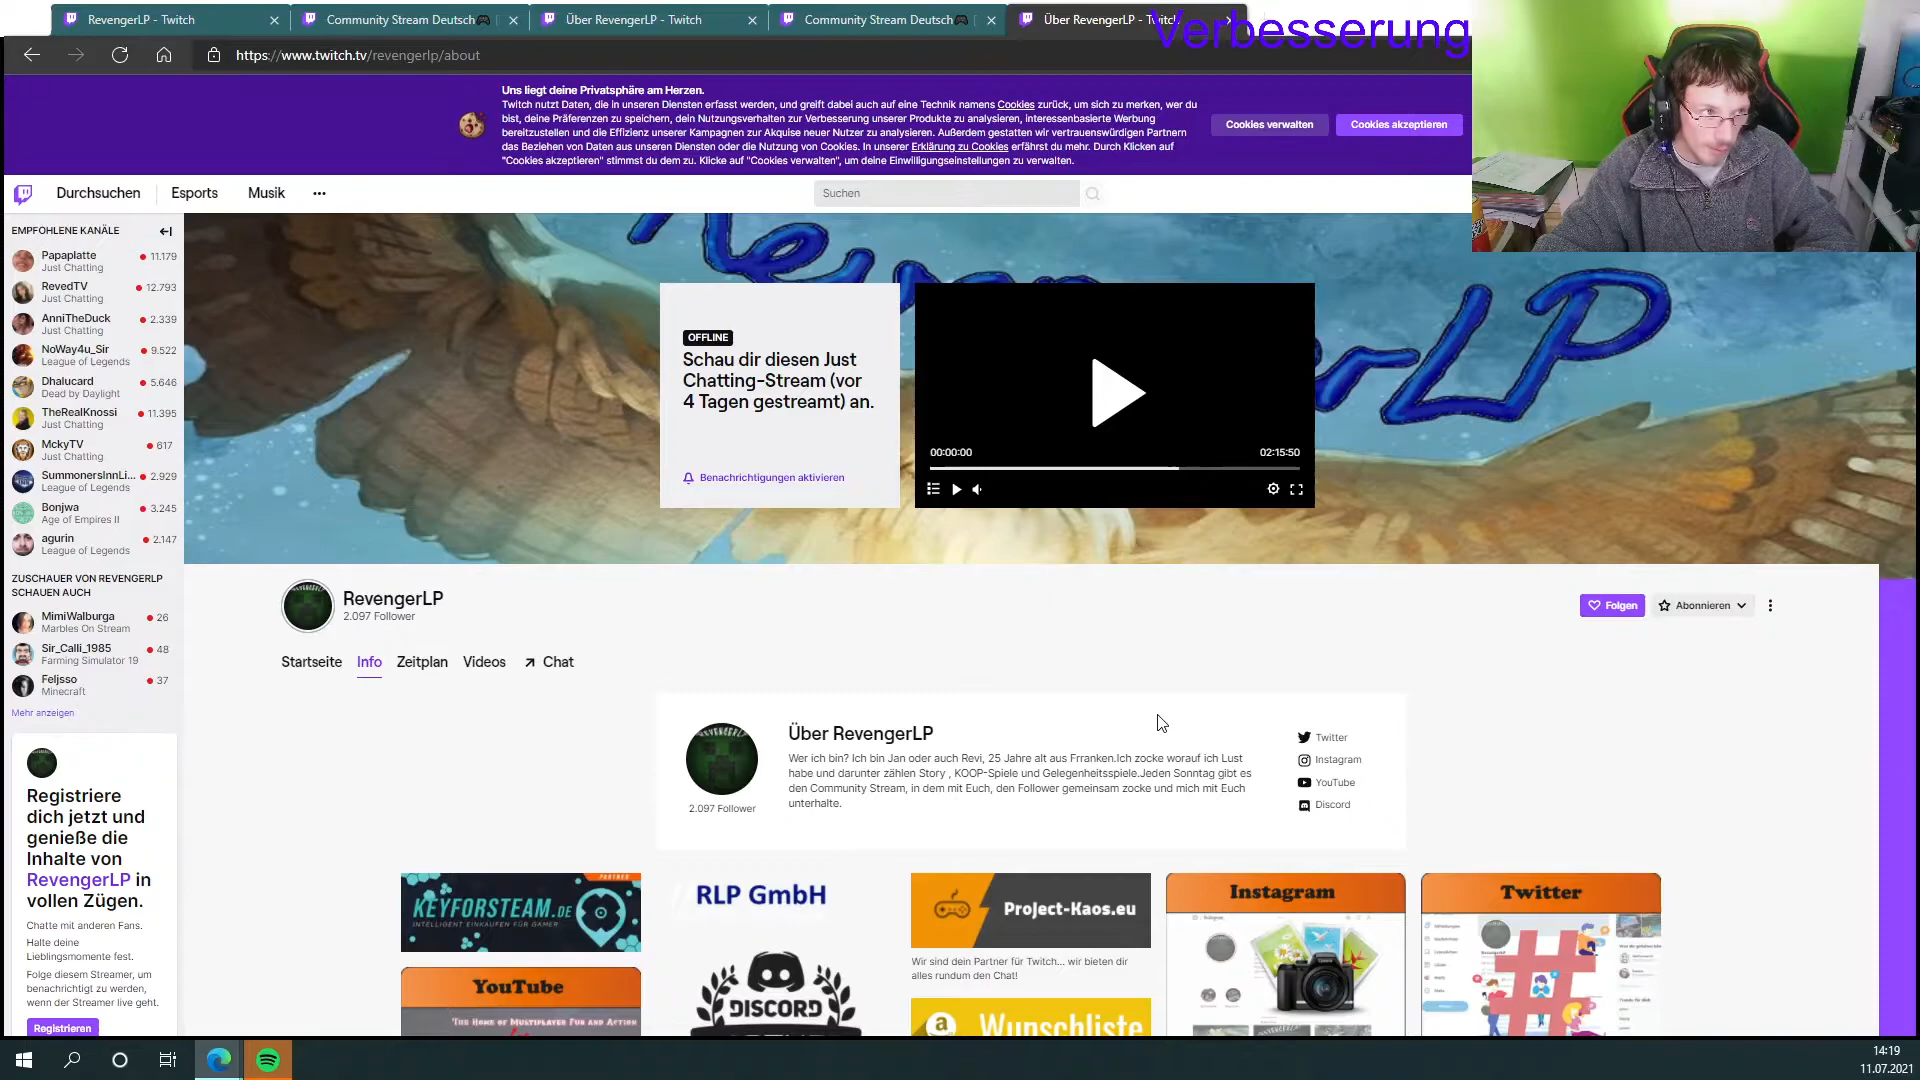 RevengerLP - Twitch
Community Stream Deutsch🎮
Über RevengerLP - Twitch
Community Stream Deutsch🎮
Über RevengerLP - Twitch
Verbesserung
https://www.twitch.tv/revengerlp/about
Uns liegt deine Privatsphäre am Herzen.
Twitch nutzt Daten, die in unseren Diensten erfasst werden, und greift dabei auch auf eine Technik namens Cookies zurück, um sich zu merken, wer du
bist, deine Präferenzen zu speichern, dein Nutzungsverhalten zur Verbesserung unserer Produkte zu analysieren, interessenbasierte Werbung
bereitzustellen und die Effizienz unserer Kampagnen zur Akquise neuer Nutzer zu analysieren. Außerdem gestatten wir vertrauenswürdigen Partnern
das Beziehen von Daten aus unseren Diensten oder die Nutzung von Cookies. In unserer Erklärung zu Cookies erfährst du mehr. Durch Klicken auf
"Cookies akzeptieren" stimmst du dem zu. Klicke auf "Cookies verwalten", um deine Einwilligungseinstellungen zu verwalten.
Cookies verwalten
Cookies akzeptieren
Durchsuchen
Esports
Musik
Suchen
EMPFOHLENE KANÄLE
Papaplatte
11.179
Just Chatting
RevedTV
12.793
Just Chatting
AnniTheDuck
2.339
Just Chatting
NoWay4u_Sir
9.522
League of Legends
Dhalucard
5.646
Dead by Daylight
TheRealKnossi
11.395
Just Chatting
MckyTV
617
Just Chatting
SummonersInnLi...
2.929
League of Legends
Bonjwa
3.245
Age of Empires II
agurin
2.147
League of Legends
ZUSCHAUER VON REVENGERLP
SCHAUEN AUCH
MimiWalburga
26
Marbles On Stream
Sir_Calli_1985
48
Farming Simulator 19
Feljsso
37
Minecraft
Mehr anzeigen
Registriere
dich jetzt und
genieße die
Inhalte von
RevengerLP in
vollen Zügen.
Chatte mit anderen Fans.
Halte deine
Lieblingsmomente fest.
Folge diesem Streamer, um
benachrichtigt zu werden,
wenn der Streamer live geht.
Registrieren
OFFLINE
Schau dir diesen Just
Chatting-Stream (vor
4 Tagen gestreamt) an.
Benachrichtigungen aktivieren
00:00:00
02:15:50
RevengerLP
2.097 Follower
Folgen
Abonnieren
Startseite
Info
Zeitplan
Videos
Chat
Über RevengerLP
Wer ich bin? Ich bin Jan oder auch Revi, 25 Jahre alt aus Frranken.Ich zocke worauf ich Lust
habe und darunter zählen Story , KOOP-Spiele und Gelegenheitsspiele.Jeden Sonntag gibt es
den Community Stream, in dem mit Euch, den Follower gemeinsam zocke und mich mit Euch
unterhalte.
2.097 Follower
Twitter
Instagram
YouTube
Discord
PARTNER
KEYFORSTEAM.DE
INTELLIGENT EINKAUFEN FÜR GAMER
RLP GmbH
Project-Kaos.eu
Wir sind dein Partner für Twitch... wir bieten dir
alles rundum den Chat!
Instagram
Twitter
YouTube
The Home of Multiplayer Fun and Action
DISCORD
Wunschliste
14:19
11.07.2021